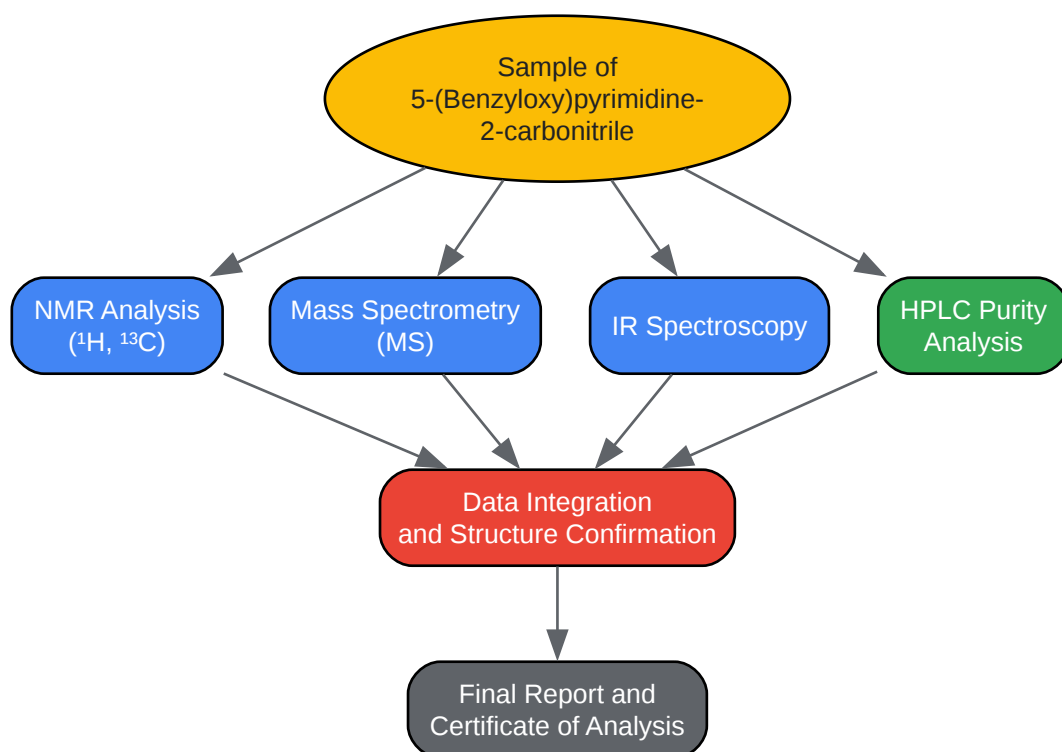 Sample of
5-(Benzyloxy)pyrimidine-
2-carbonitrile
NMR Analysis
(¹H, ¹³C)
Mass Spectrometry
(MS)
IR Spectroscopy
HPLC Purity
Analysis
Data Integration
and Structure Confirmation
Final Report and
Certificate of Analysis